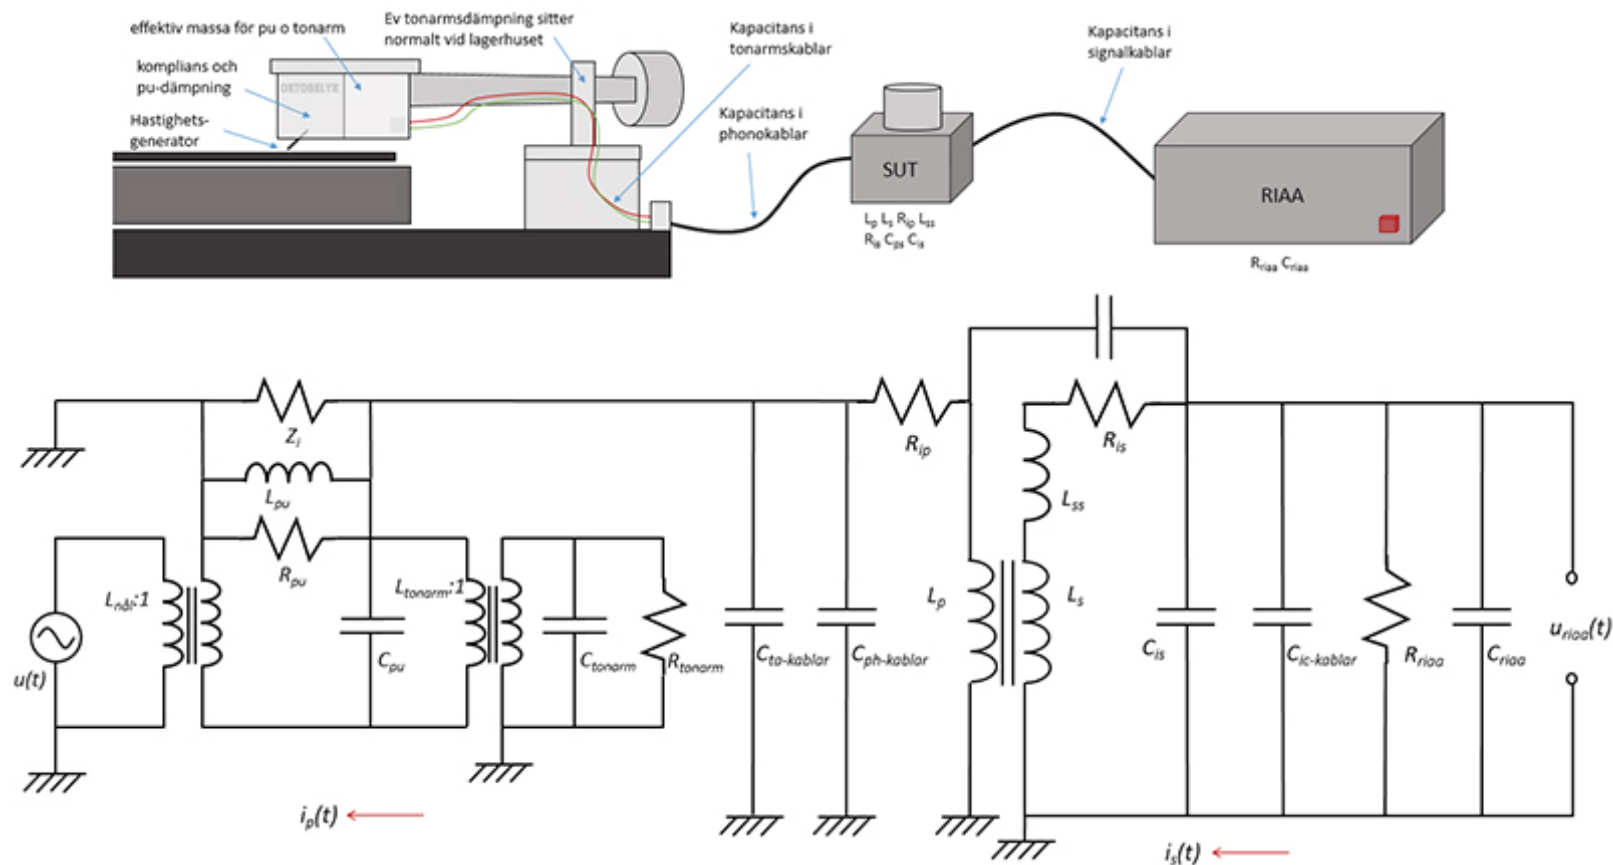 effektiv massa för pu o tonarm
Ev tonarmsdämpning sitter
normalt vid lagerhuset
Kapacitans i
tonarmskablar
Kapacitans i
signalkablar
komplians och
pu-dämpning
ORTOBELYR
Hastighets-
generator
Kapacitans i
phonokablar
SUT
RIAA
Lp Ls Rip Lss
Ris Cps Cis
Rriaa Criaa
Zi
Rip
Ris
Lpu
Lss
Rpu
Lnål:1
Ltonarm:1
Lp
Ls
u(t)
Cpu
Ctonarm
Rtonarm
Cta-kablar
Cph-kablar
Cis
Cic-kablar
Rriaa
Criaa
uriaa(t)
ip(t)
is(t)